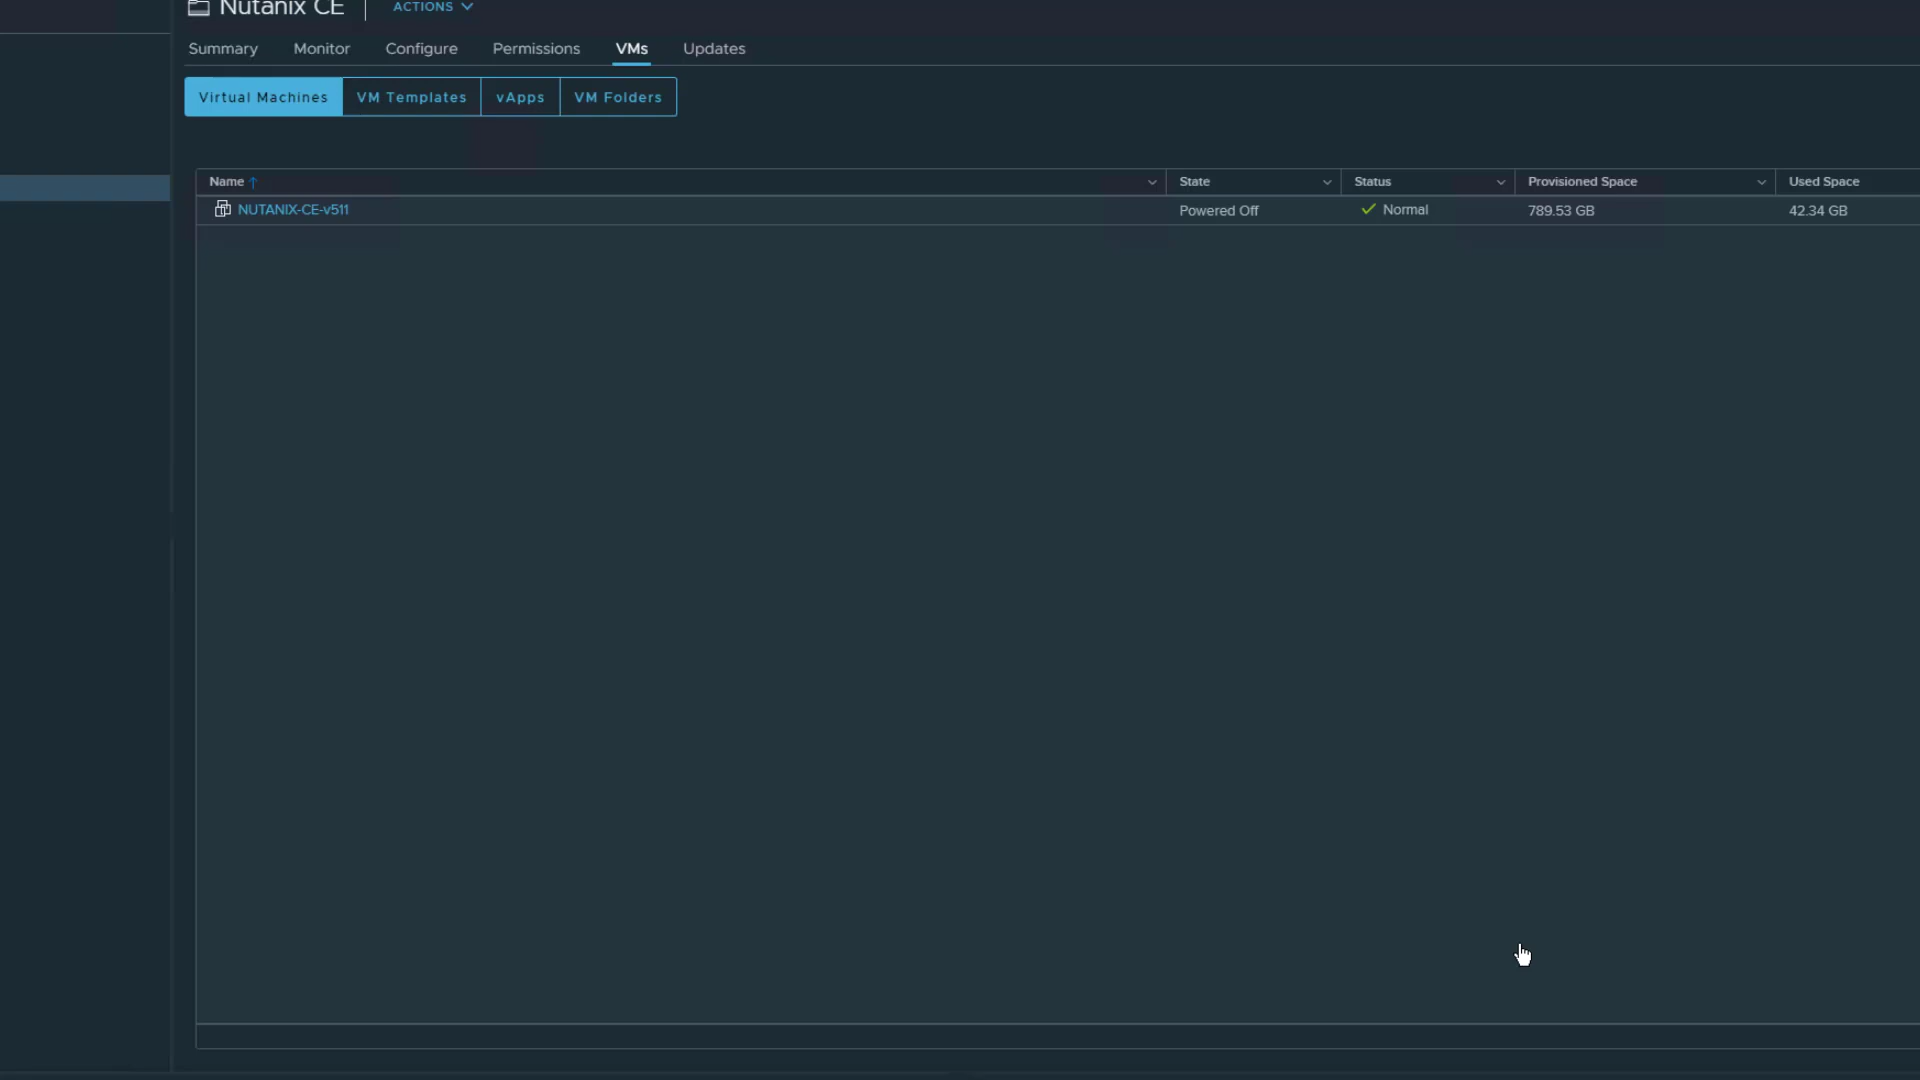 Nutanix CE ACTIONS
Summary Monitor Configure Permissions VMs Updates
Virtual Machines VM Templates vApps VM Folders
Name ↑ State Status Provisioned Space Used Space
NUTANIX-CE-v511 Powered Off Normal 789.53 GB 42.34 GB